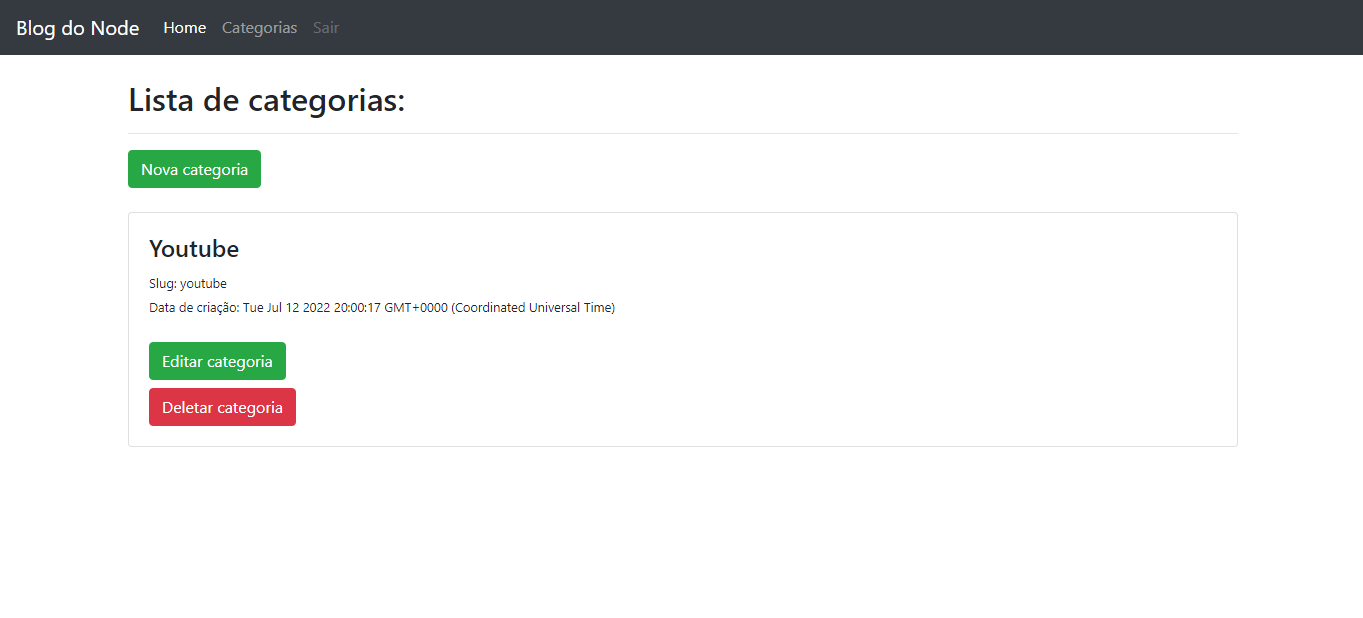 Blog do Node Home Categorias Sair
Lista de categorias:
Nova categoria
Youtube
Slug: youtube
Data de criação: Tue Jul 12 2022 20:00:17 GMT+0000 (Coordinated Universal Time)
Editar categoria
Deletar categoria